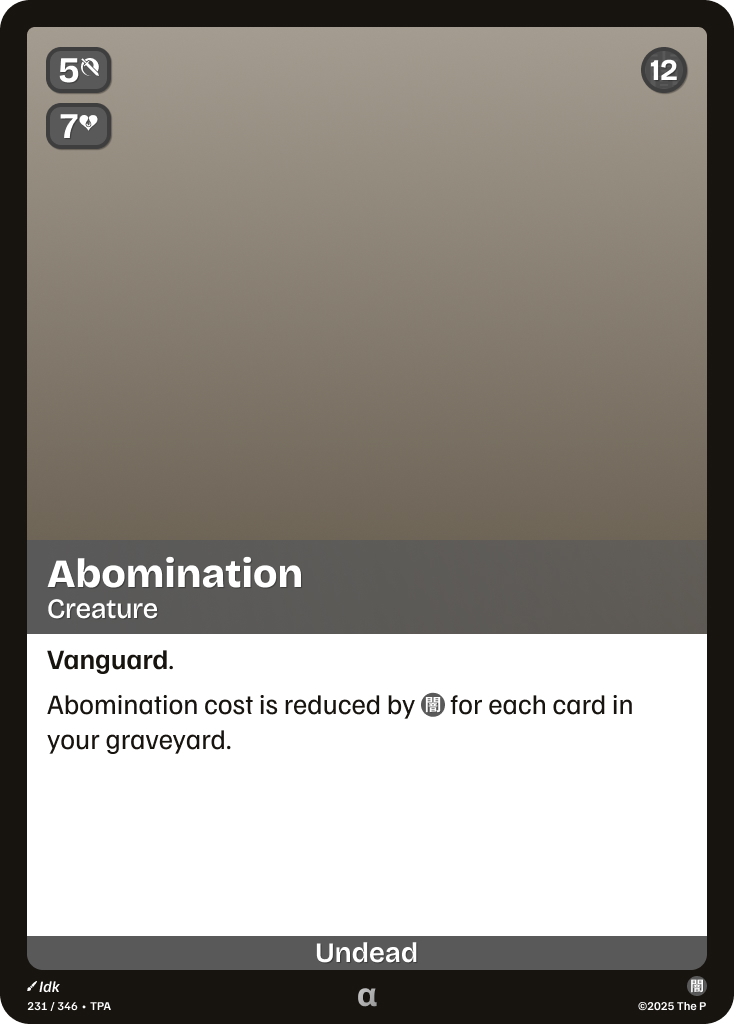 5
12
7
Abomination
Creature
Vanguard.
Abomination cost is reduced by 闇 for each card in
your graveyard.
Undead
Idk
闇
231 / 346 • TPA
α
©2025 The P